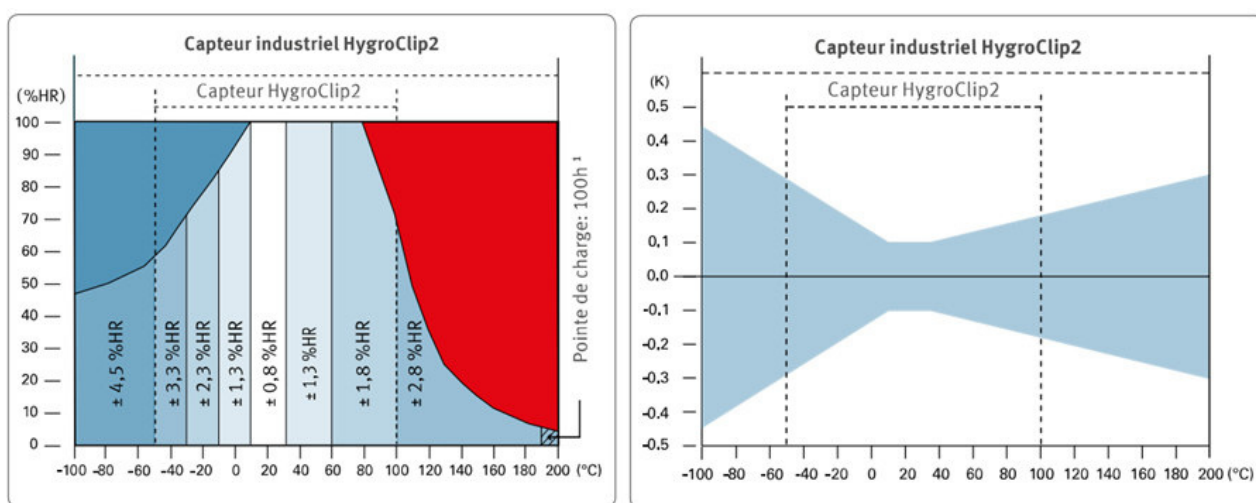 Capteur industriel HygroClip2
(%HR)
Capteur HygroClip2
100
90
80
70
60
50
40
30
20
10
0
± 4,5 %HR
± 3,3 %HR
± 2,3 %HR
± 1,3 %HR
± 0,8 %HR
± 1,3 %HR
± 1,8 %HR
± 2,8 %HR
Pointe de charge: 100h ¹
-100 -80 -60 -40 -20 0 20 40 60 80 100 120 140 160 180 200 (°C)
Capteur industriel HygroClip2
(K)
Capteur HygroClip2
0,5
0,4
0,3
0,2
0,1
0,0
-0,1
-0,2
-0,3
-0,4
-0,5
-100 -80 -60 -40 -20 0 20 40 60 80 100 120 140 160 180 200 (°C)